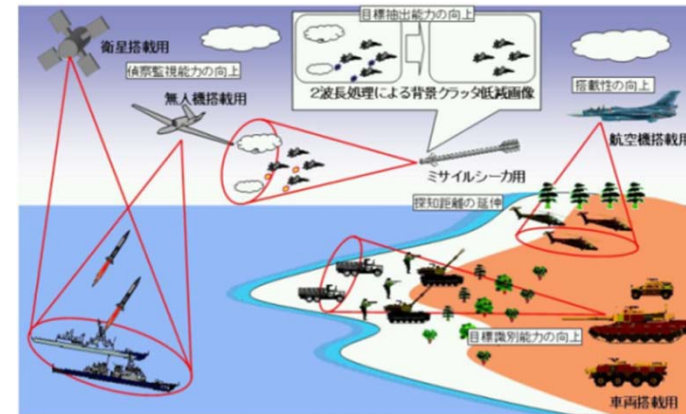 衛星搭載用
偵察監視能力の向上
無人機搭載用
目標抽出能力の向上
2波長処理による背景クラッタ低減画像
搭載性の向上
航空機搭載用
ミサイルシーカ用
探知距離の延伸
目標識別能力の向上
車両搭載用